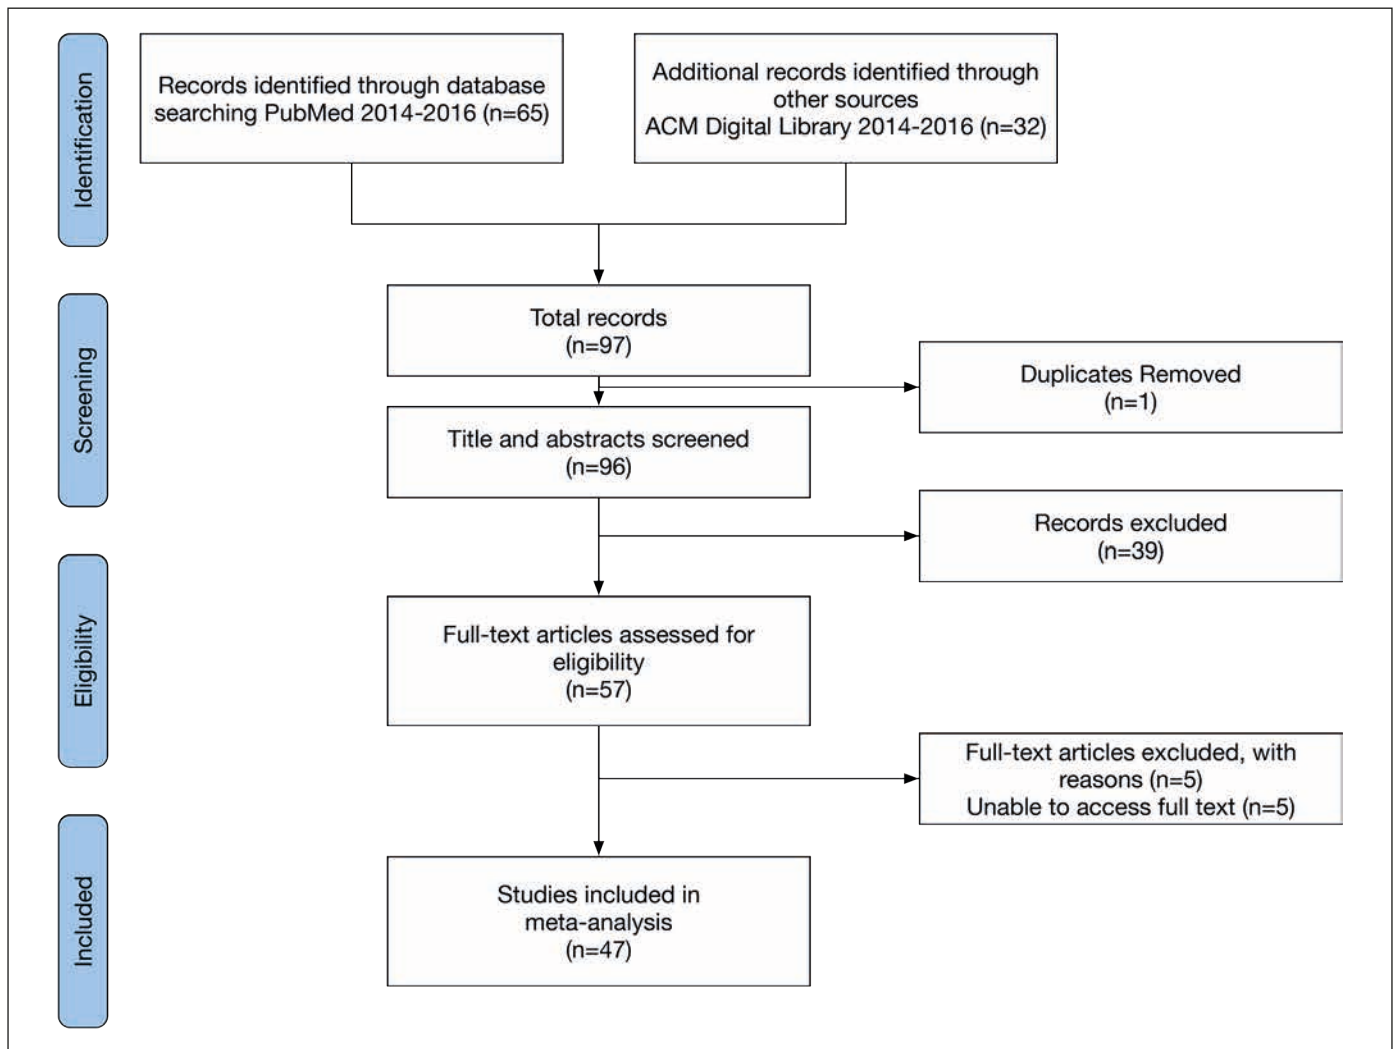 Identification
Records identified through database
searching PubMed 2014-2016 (n=65)
Additional records identified through
other sources
ACM Digital Library 2014-2016 (n=32)
Screening
Total records
(n=97)
Duplicates Removed
(n=1)
Title and abstracts screened
(n=96)
Records excluded
(n=39)
Eligibility
Full-text articles assessed for
eligibility
(n=57)
Full-text articles excluded, with
reasons (n=5)
Unable to access full text (n=5)
Included
Studies included in
meta-analysis
(n=47)